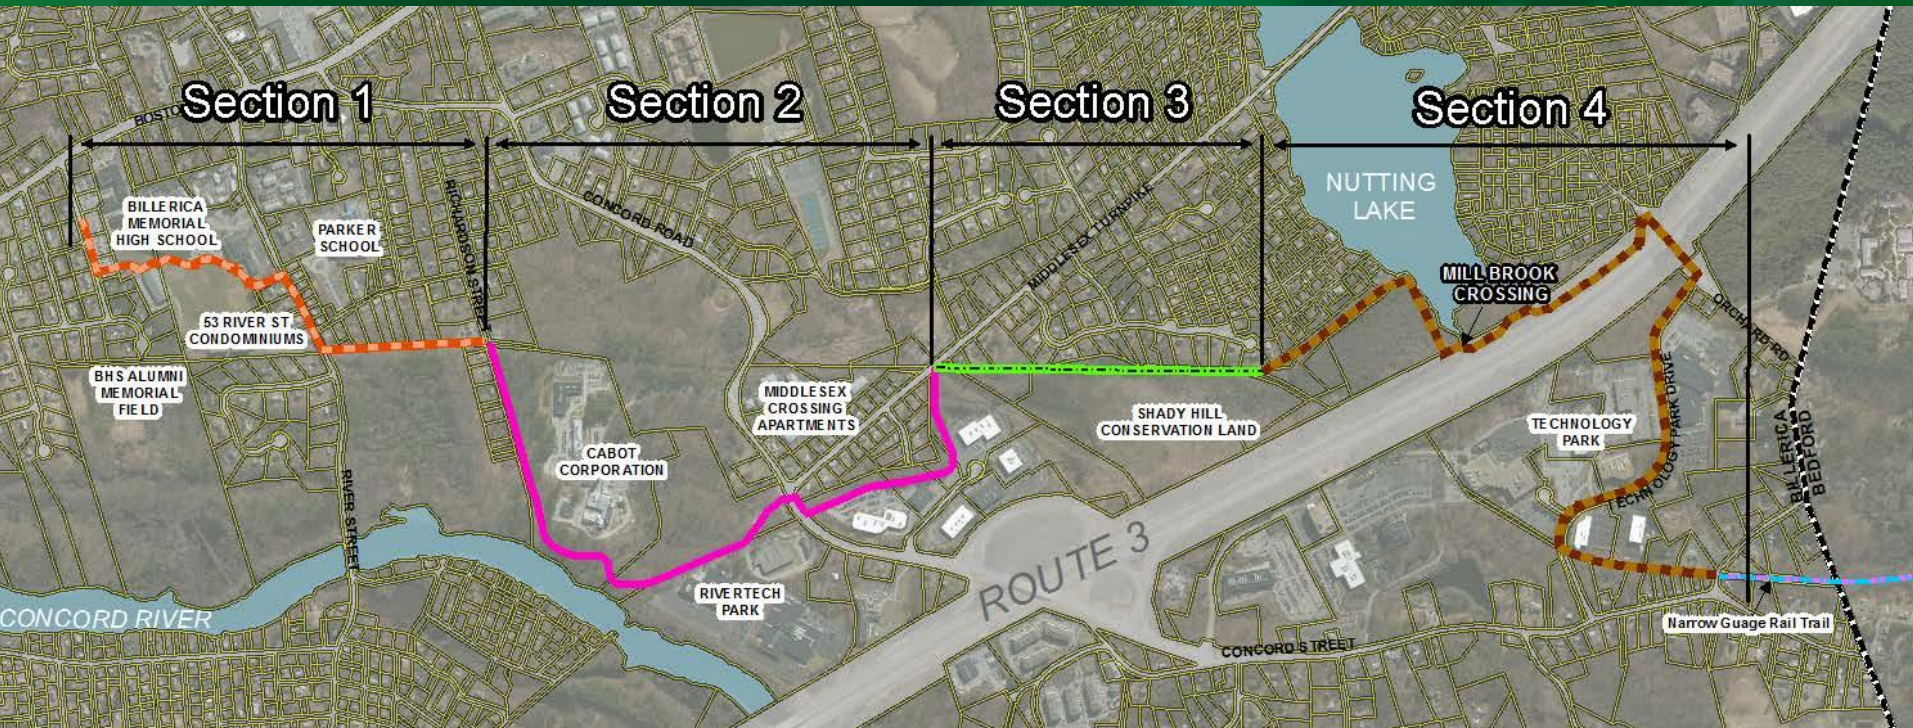 Section 1
Section 2
Section 3
Section 4
BOSTO
BILLERICA
MEMORIAL
HIGH SCHOOL
PARKER
SCHOOL
RICHARDSON STREET
CONCORD ROAD
MIDDLESEX TURNPIKE
NUTTING
LAKE
MILL BROOK
CROSSING
53 RIVER ST.
CONDOMINIUMS
BHS ALUMNI
MEMORIAL
FIELD
ORCHARD RD
MIDDLESEX
CROSSING
APARTMENTS
SHADY HILL
CONSERVATION LAND
TECHNOLOGY
PARK
TECHNOLOGY PARK DRIVE
BILLERICA
BEDFORD
CABOT
CORPORATION
RIVER STREET
ROUTE 3
RIVERTECH
PARK
CONCORD RIVER
Narrow Guage Rail Trail
CONCORD STREET